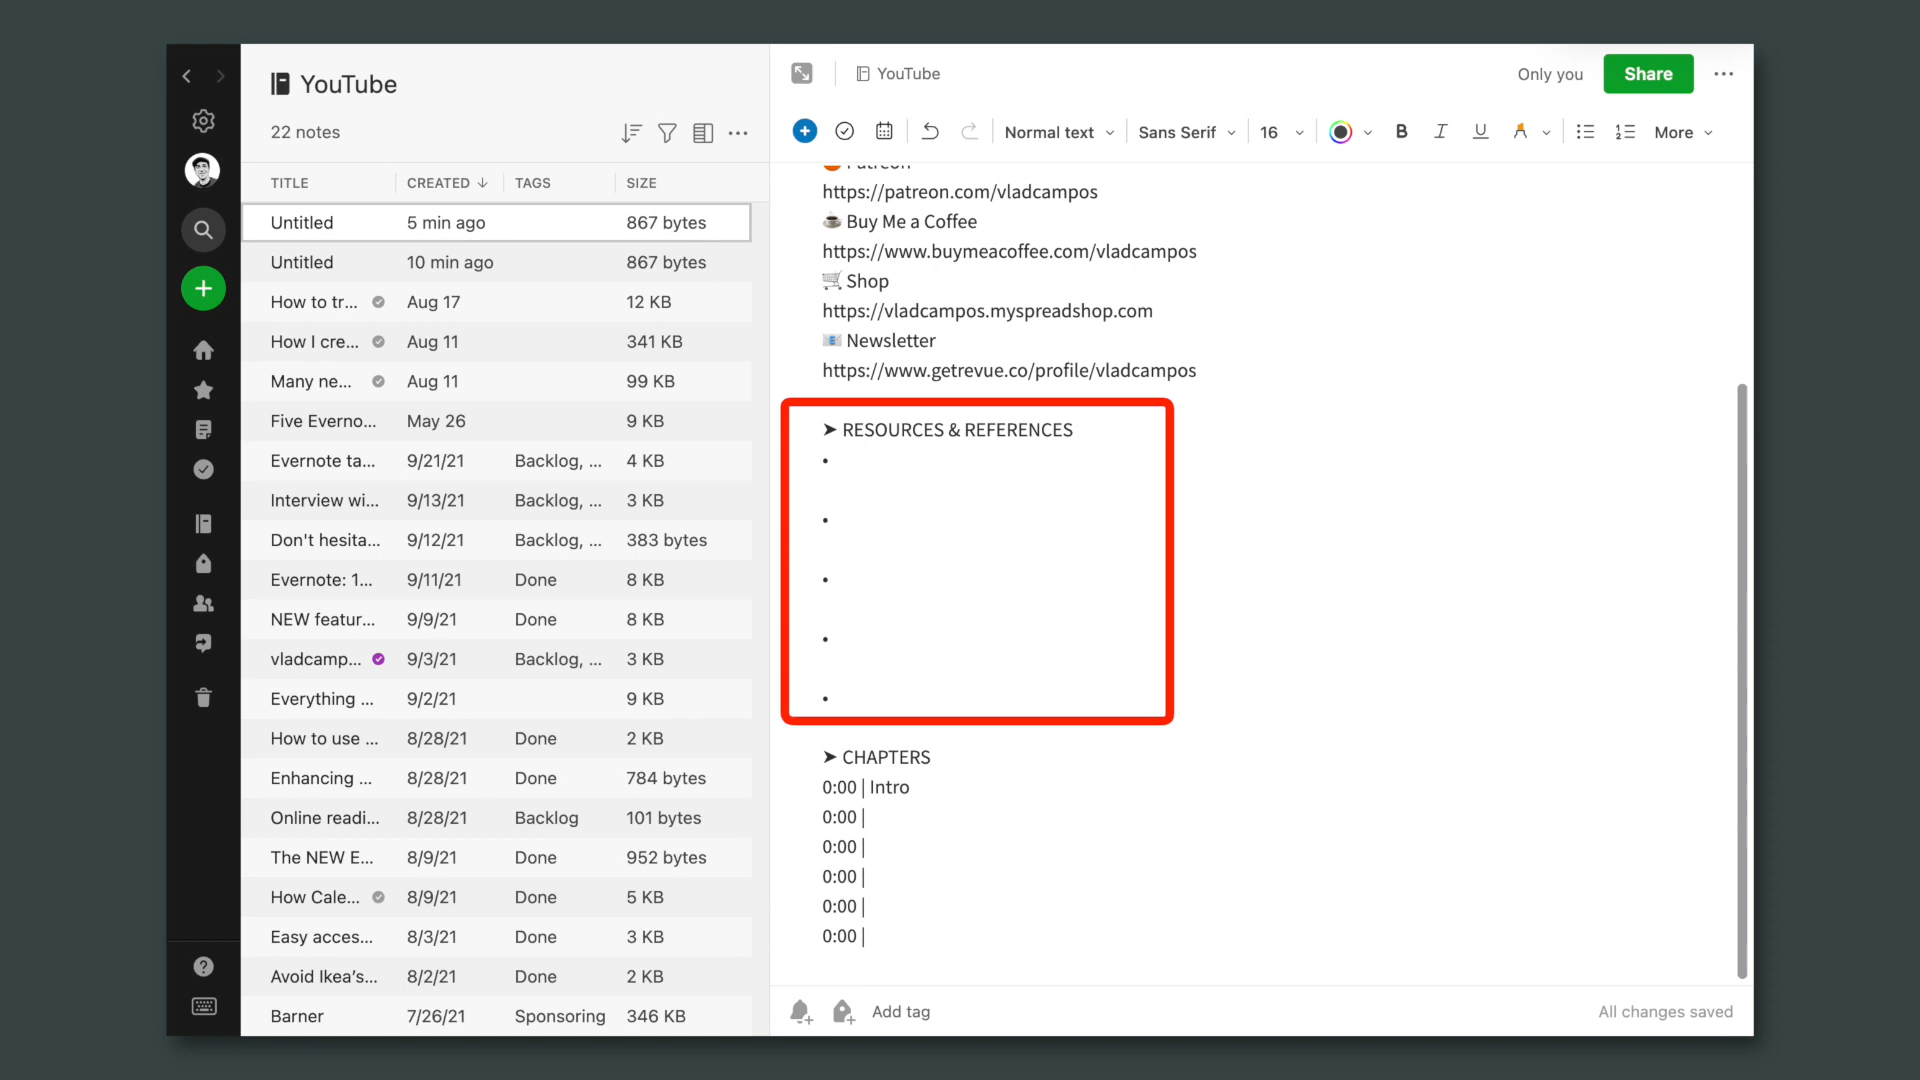 YouTube
22 notes
TITLE CREATED TAGS SIZE
Untitled 5 min ago 867 bytes
Untitled 10 min ago 867 bytes
How to tr... Aug 17 12 KB
How I cre... Aug 11 341 KB
Many ne... Aug 11 99 KB
Five Everno... May 26 9 KB
Evernote ta... 9/21/21 Backlog, ... 4 KB
Interview wi... 9/13/21 Backlog, ... 3 KB
Don't hesita... 9/12/21 Backlog, ... 383 bytes
Evernote: 1... 9/11/21 Done 8 KB
NEW featur... 9/9/21 Done 8 KB
vladcamp... 9/3/21 Backlog, ... 3 KB
Everything ... 9/2/21 9 KB
How to use ... 8/28/21 Done 2 KB
Enhancing ... 8/28/21 Done 784 bytes
Online readi... 8/28/21 Backlog 101 bytes
The NEW E... 8/9/21 Done 952 bytes
How Cale... 8/9/21 Done 5 KB
Easy acces... 8/3/21 Done 3 KB
Avoid Ikea's... 8/2/21 Done 2 KB
Barner 7/26/21 Sponsoring 346 KB
YouTube Only you Share
Normal text Sans Serif 16 B I U A More
Patreon
https://patreon.com/vladcampos
Buy Me a Coffee
https://www.buymeacoffee.com/vladcampos
Shop
https://vladcampos.myspreadshop.com
Newsletter
https://www.getrevue.co/profile/vladcampos
➤ RESOURCES & REFERENCES
•
•
•
•
•
➤ CHAPTERS
0:00 | Intro
0:00 |
0:00 |
0:00 |
0:00 |
0:00 |
Add tag All changes saved